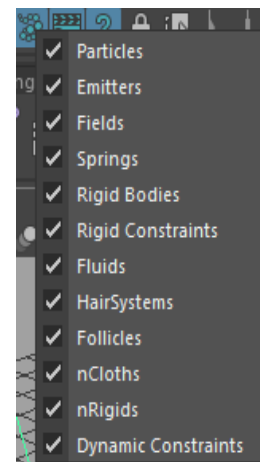 Particles
Emitters
Fields
Springs
Rigid Bodies
Rigid Constraints
Fluids
HairSystems
Follicles
nCloths
nRigids
Dynamic Constraints